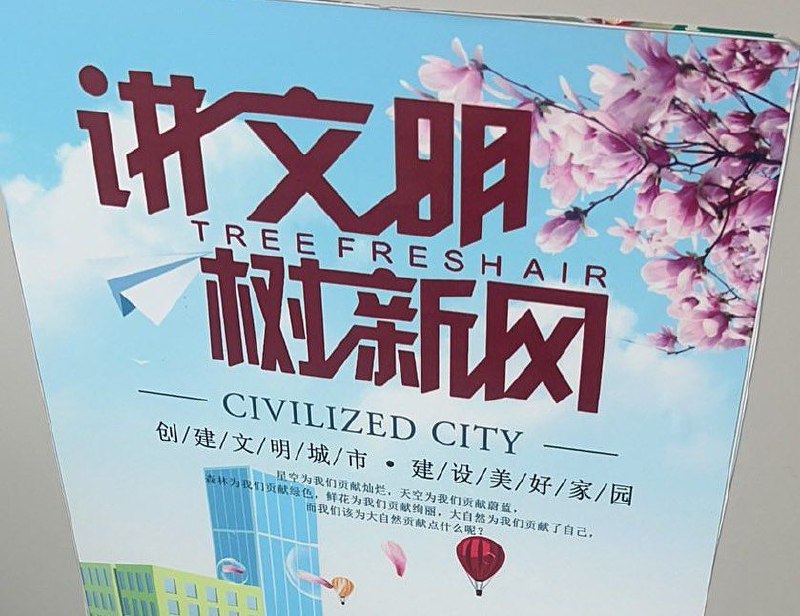 讲文明
TREE FRESH AIR
树新风
CIVILIZED CITY
创/建/文/明/城/市 • 建/设/美/好/家/园
星空为我们贡献灿烂，天空为我们贡献蔚蓝，
森林为我们贡献绿色，鲜花为我们贡献绚丽，大自然为我们贡献了自己，
而我们该为大自然贡献点什么呢？